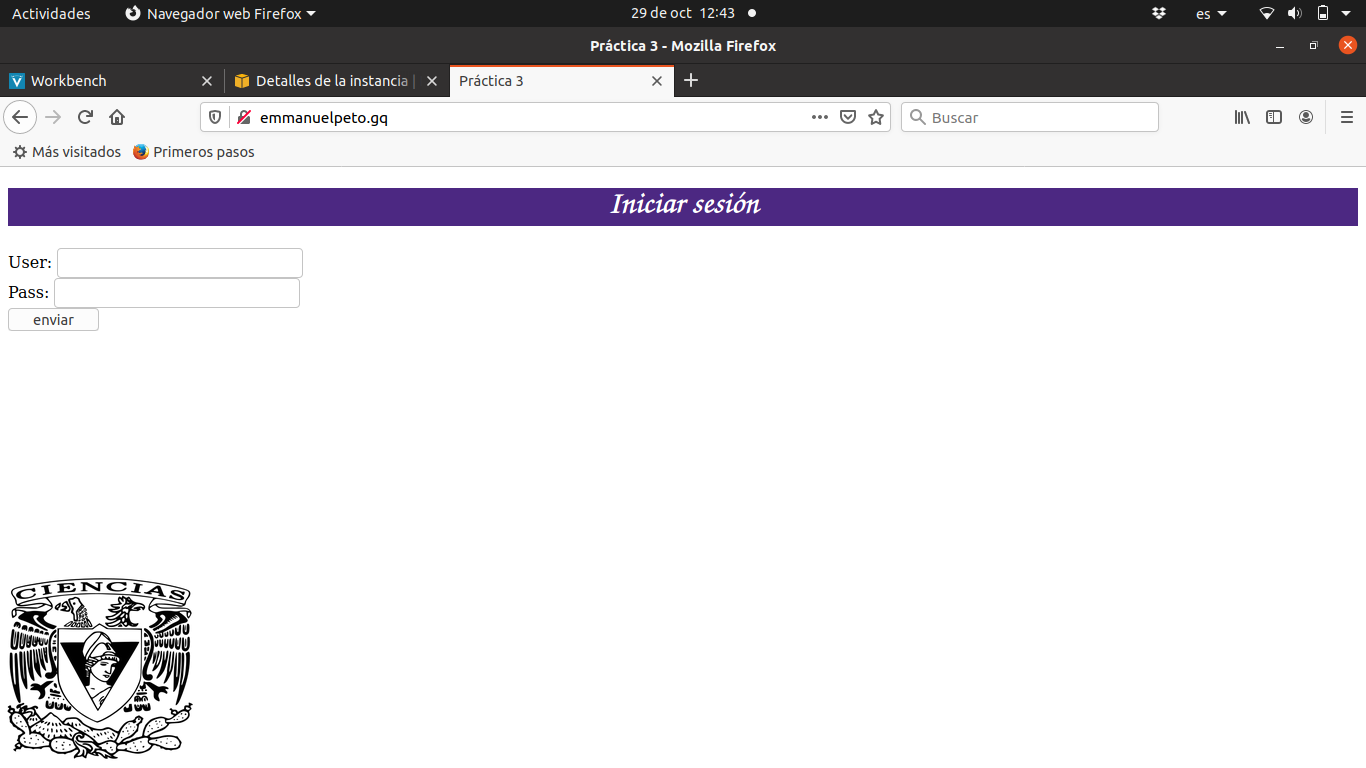 Actividades Navegador web Firefox 29 de oct 12:43 es
Práctica 3 - Mozilla Firefox
Workbench Detalles de la instancia | Práctica 3
emmanuelpeto.gq Buscar
Más visitados Primeros pasos
Iniciar sesión
User:
Pass:
enviar
CIENCIAS